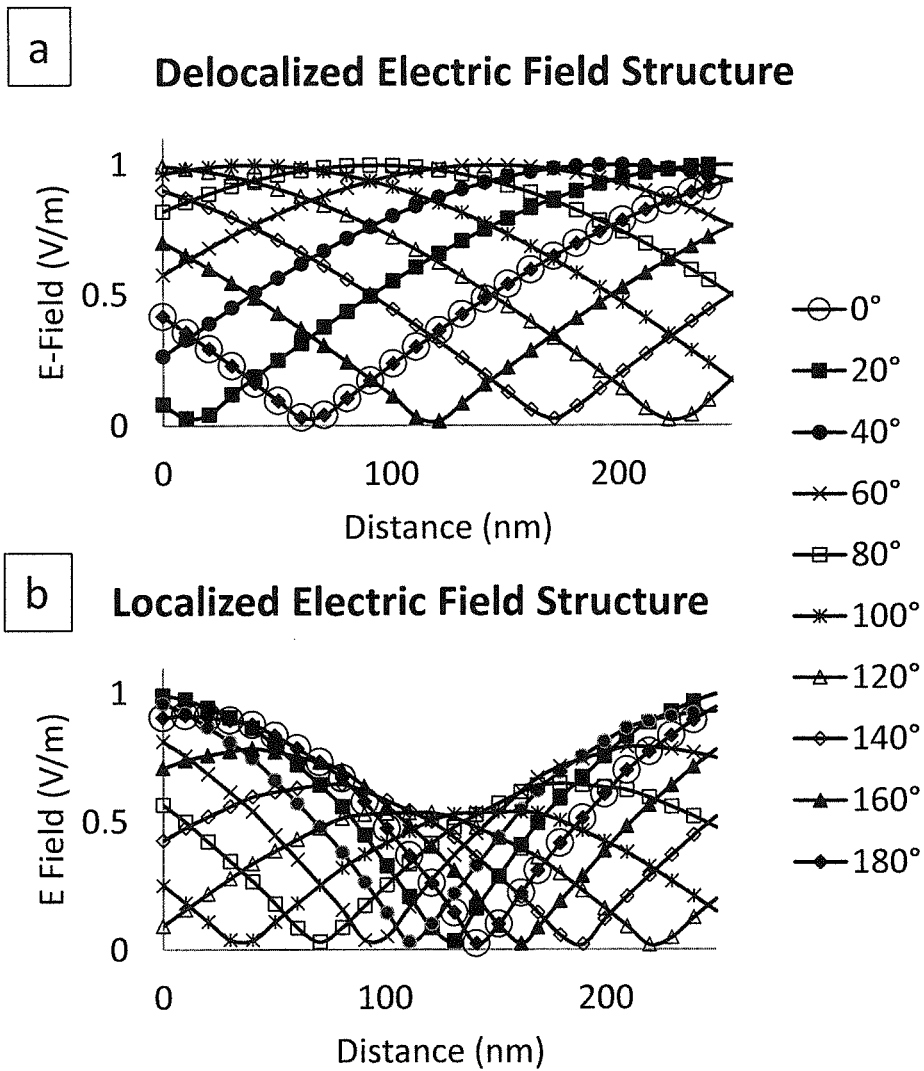 a
Delocalized Electric Field Structure
1
0.5
0
E-Field (V/m)
0
100
200
Distance (nm)
b
Localized Electric Field Structure
1
0.5
0
E Field (V/m)
0
100
200
Distance (nm)
0°
20°
40°
60°
80°
100°
120°
140°
160°
180°